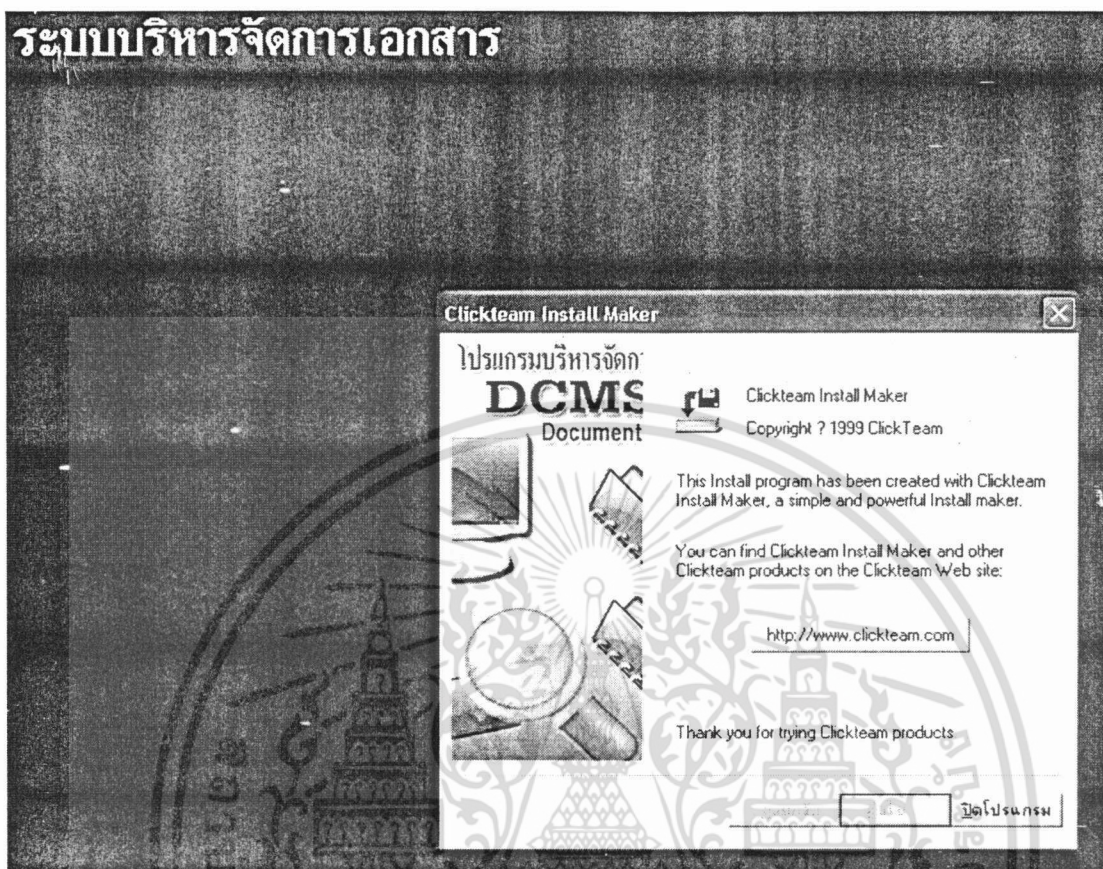 ระบบบริหารจัดการเอกสาร
Clickteam Install Maker
โปรแกรมบริหารจัดกา
DCMS
Document
Clickteam Install Maker
Copyright ? 1999 ClickTeam
This Install program has been created with Clickteam
Install Maker, a simple and powerful Install maker.
You can find Clickteam Install Maker and other
Clickteam products on the Clickteam Web site:
http://www.clickteam.com
Thank you for trying Clickteam products
ปิดโปรแกรม